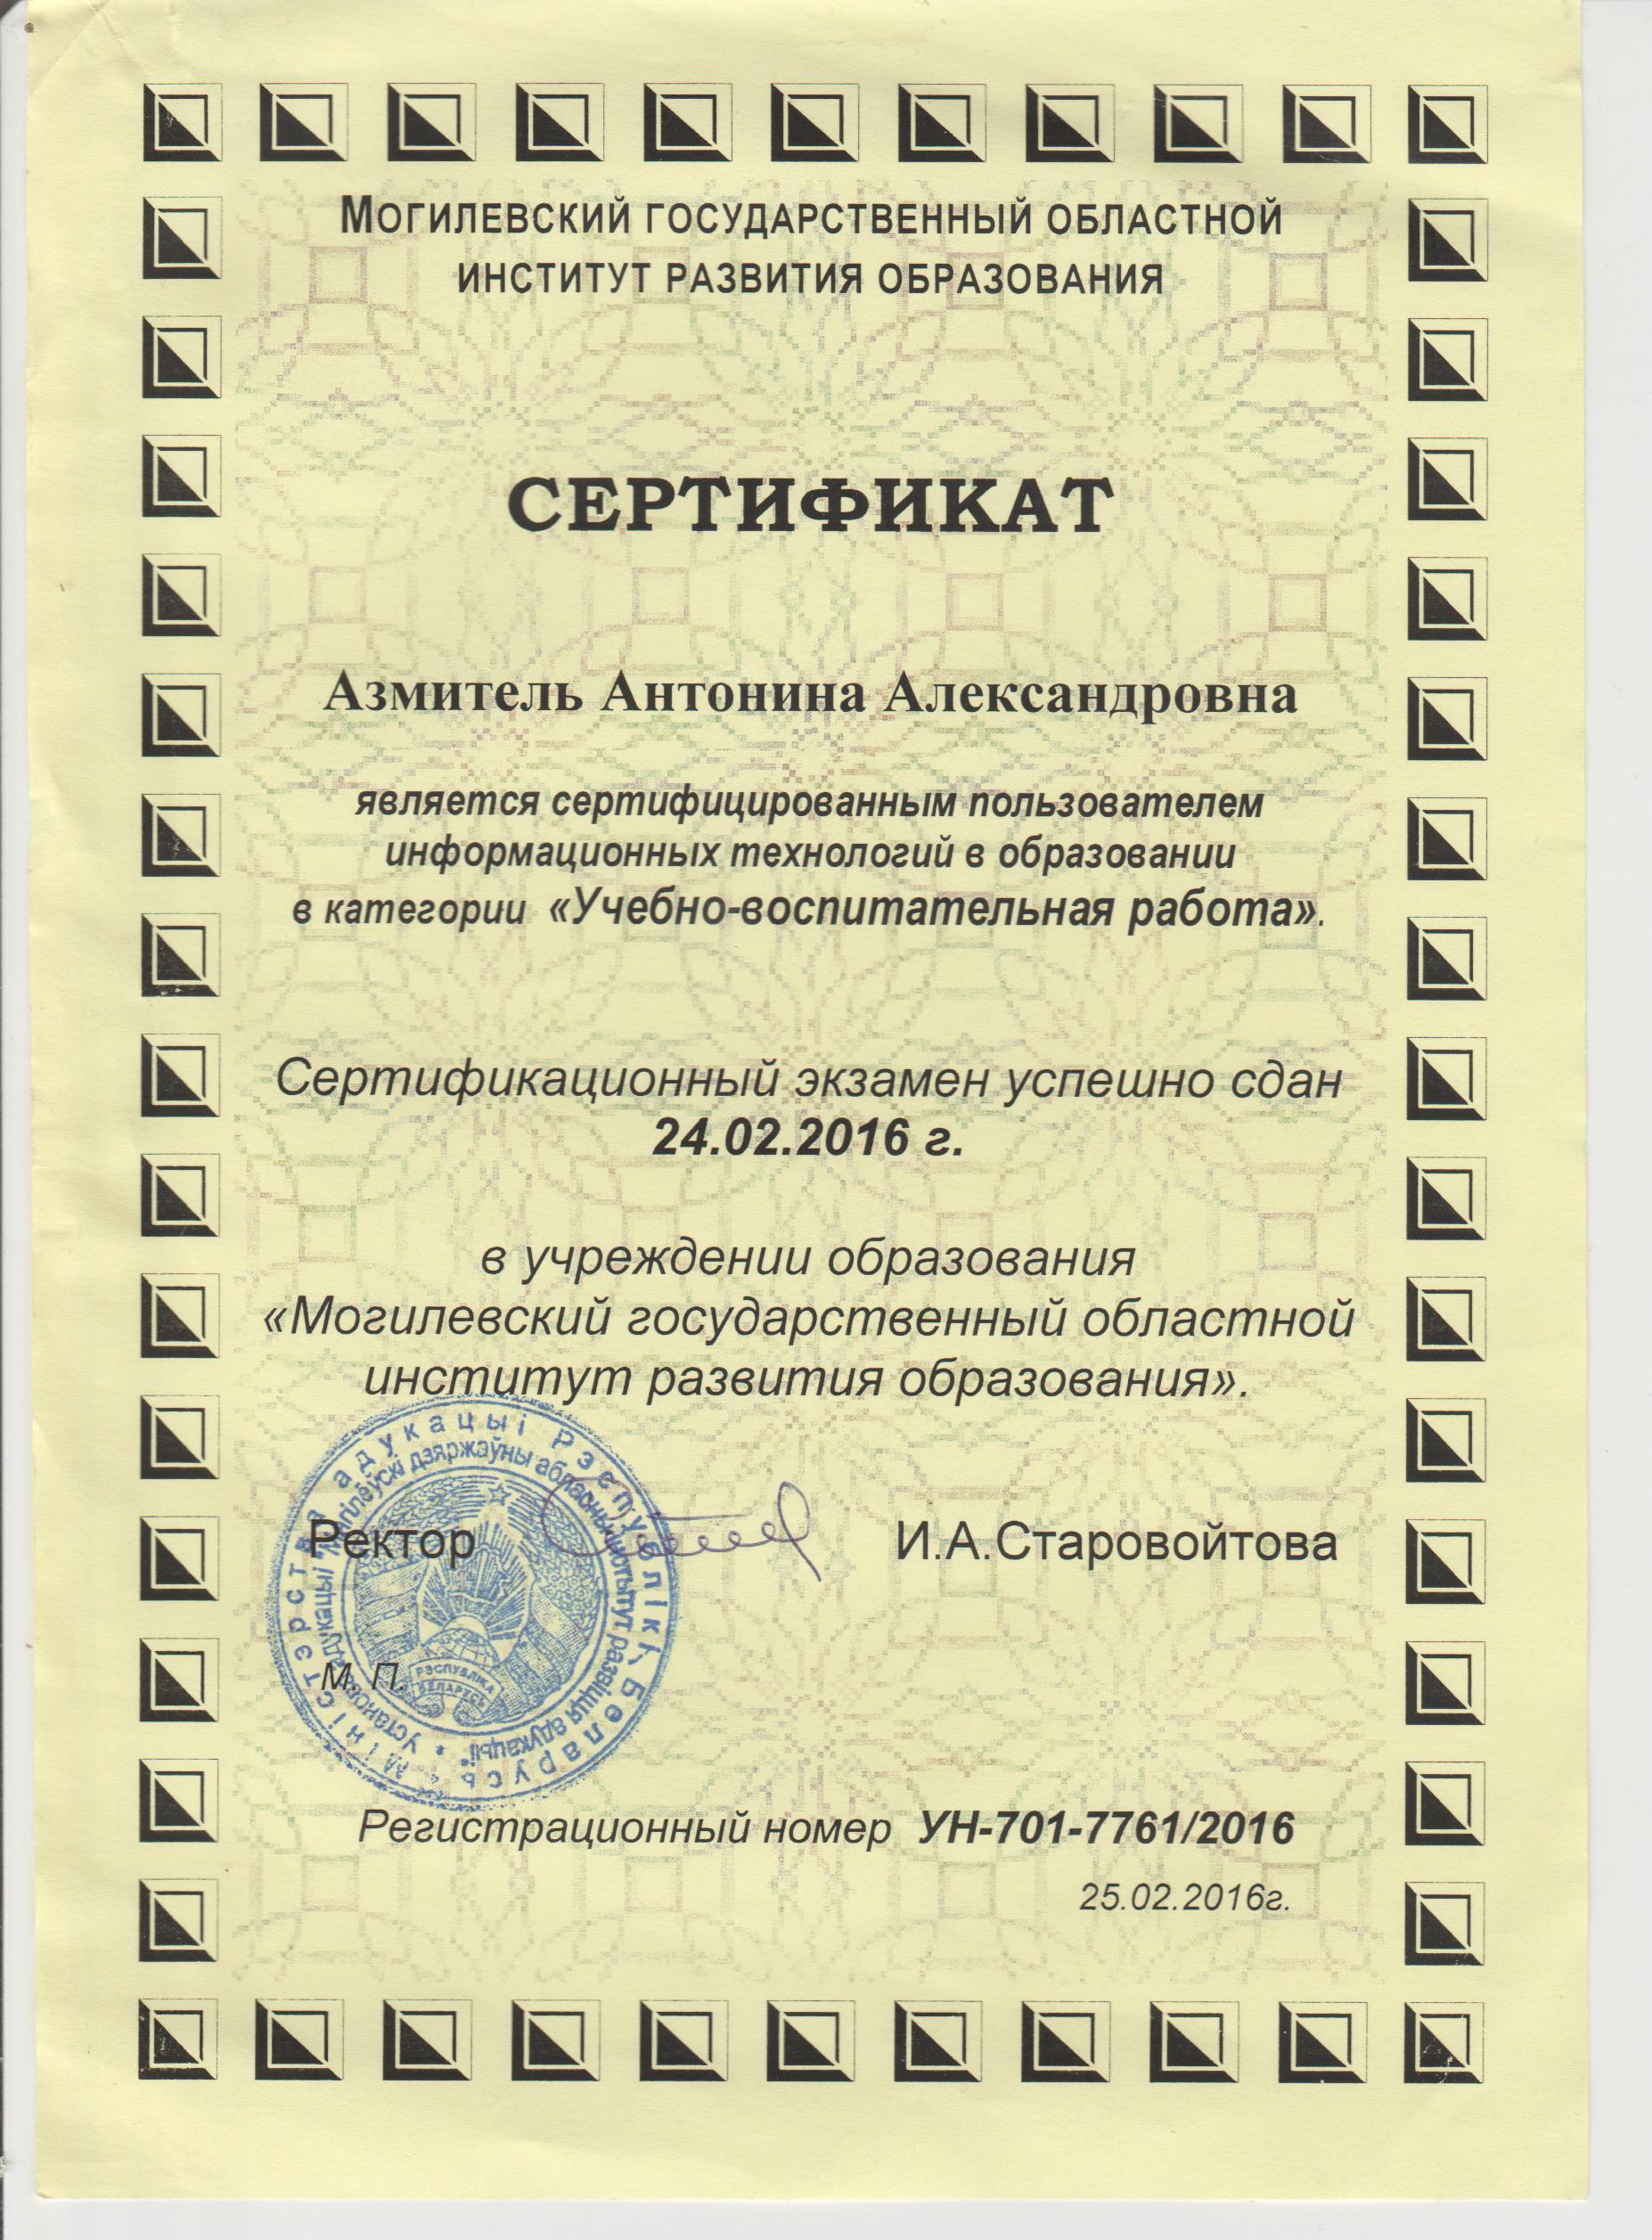 МОГИЛЕВСКИЙ ГОСУДАРСТВЕННЫЙ ОБЛАСТНОЙ
ИНСТИТУТ РАЗВИТИЯ ОБРАЗОВАНИЯ
СЕРТИФИКАТ
Азмитель Антонина Александровна
является сертифицированным пользователем
информационных технологий в образовании
в категории «Учебно-воспитательная работа».
Сертификационный экзамен успешно сдан
24.02.2016 г.
в учреждении образования
«Могилевский государственный областной
институт развития образования».
Ректор И.А.Старовойтова
М. П.
Міністэрства адукацыі Рэспублікі Беларусь
Установа адукацыі "Магілёўскі дзяржаўны абласны інстытут развіцця адукацыі"
РЭСПУБЛІКА
БЕЛАРУСЬ
Регистрационный номер УН-701-7761/2016
25.02.2016г.